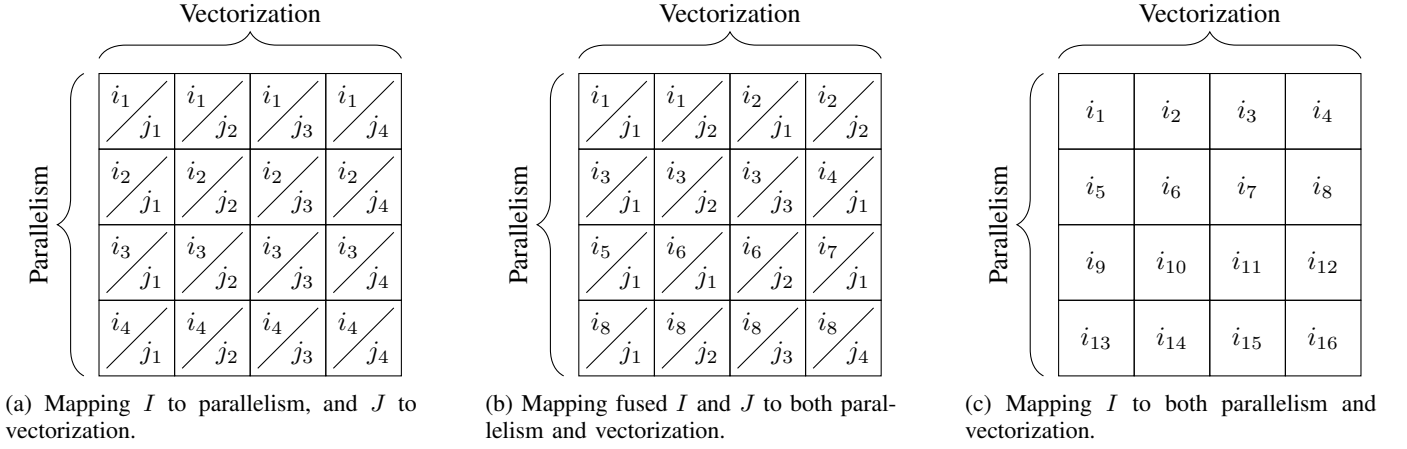 Vectorization Vectorization Vectorization
Parallelism
i1 i1 i1 i1
j1 j2 j3 j4
i2 i2 i2 i2
j1 j2 j3 j4
i3 i3 i3 i3
j1 j2 j3 j4
i4 i4 i4 i4
j1 j2 j3 j4
(a) Mapping I to parallelism, and J to
vectorization.
Parallelism
i1 i1 i2 i2
j1 j2 j1 j2
i3 i3 i3 i4
j1 j2 j3 j1
i5 i6 i6 i7
j1 j1 j2 j1
i8 i8 i8 i8
j1 j2 j3 j4
(b) Mapping fused I and J to both paral-
lelism and vectorization.
Parallelism
i1 i2 i3 i4
i5 i6 i7 i8
i9 i10 i11 i12
i13 i14 i15 i16
(c) Mapping I to both parallelism and
vectorization.